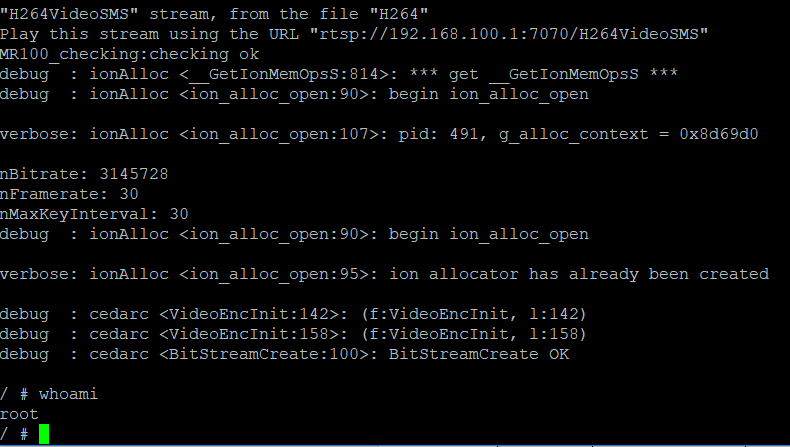 "H264VideoSMS" stream, from the file "H264"
Play this stream using the URL "rtsp://192.168.100.1:7070/H264VideoSMS"
MR100_checking:checking ok
debug  : ionAlloc <__GetIonMemOpsS:814>: *** get __GetIonMemOpsS ***
debug  : ionAlloc <ion_alloc_open:90>: begin ion_alloc_open
verbose: ionAlloc <ion_alloc_open:107>: pid: 491, g_alloc_context = 0x8d69d0
nBitrate: 3145728
nFramerate: 30
nMaxKeyInterval: 30
debug  : ionAlloc <ion_alloc_open:90>: begin ion_alloc_open
verbose: ionAlloc <ion_alloc_open:95>: ion allocator has already been created
debug  : cedarc <VideoEncInit:142>: (f:VideoEncInit, l:142)
debug  : cedarc <VideoEncInit:158>: (f:VideoEncInit, l:158)
debug  : cedarc <BitStreamCreate:100>: BitStreamCreate OK
/ # whoami
root
/ #